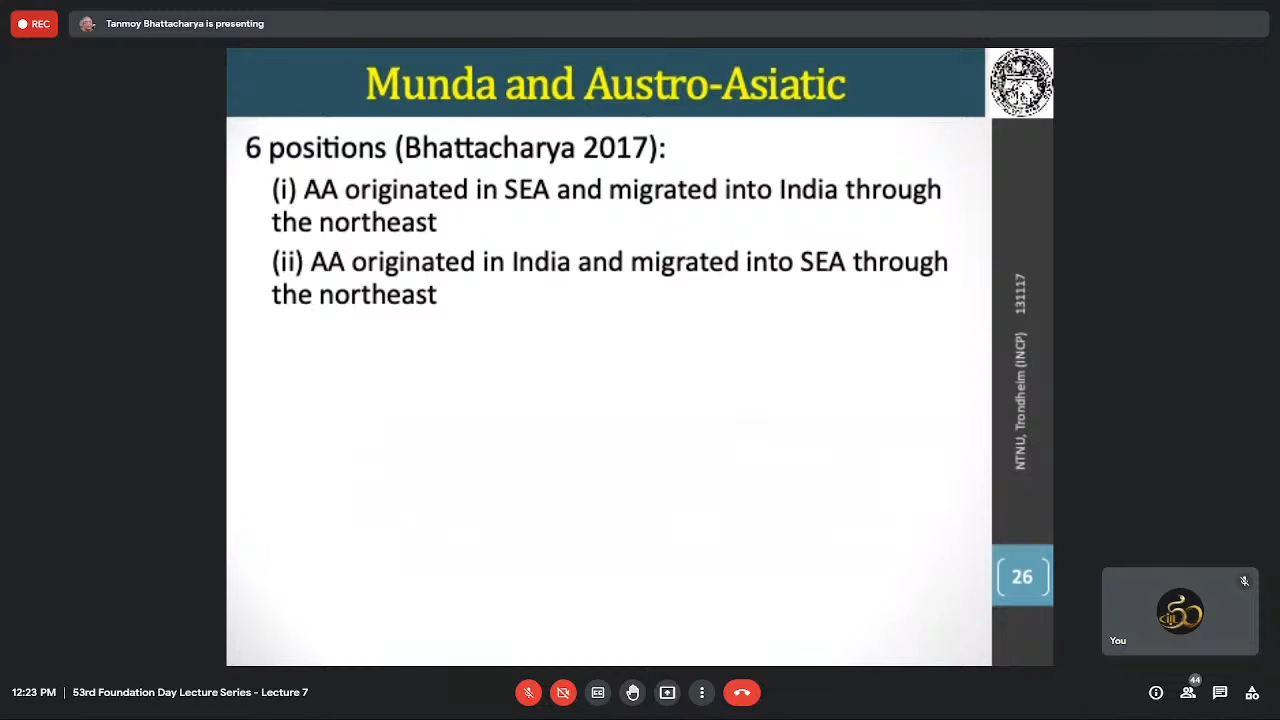 REC
Tanmoy Bhattacharya is presenting
Munda and Austro-Asiatic
6 positions (Bhattacharya 2017):
(i) AA originated in SEA and migrated into India through
the northeast
(ii) AA originated in India and migrated into SEA through
the northeast
NTNU, Trondheim (INCP) 131117
26
You
12:23 PM | 53rd Foundation Day Lecture Series - Lecture 7
44